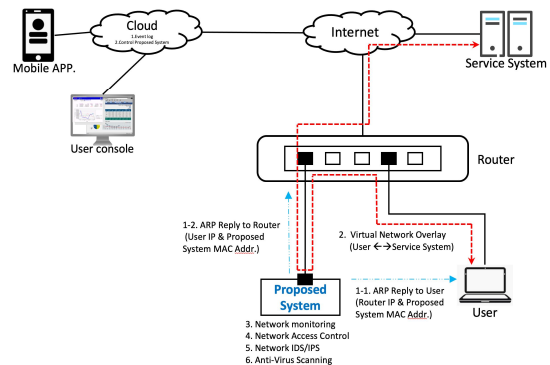 Cloud
1.Event log
2.Control Proposed System
Internet
Mobile APP.
Service System
User console
Router
1-2. ARP Reply to Router
(User IP & Proposed
System MAC Addr.)
2. Virtual Network Overlay
(User ←→Service System)
Proposed
System
1-1. ARP Reply to User
(Router IP & Proposed
System MAC Addr.)
User
3. Network monitoring
4. Network Access Control
5. Network IDS/IPS
6. Anti-Virus Scanning